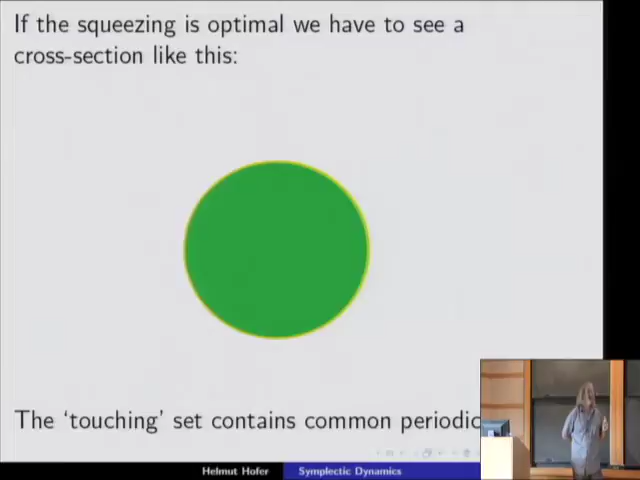 If the squeezing is optimal we have to see a
cross-section like this:
The ‘touching’ set contains common periodic
Helmut Hofer
Symplectic Dynamics